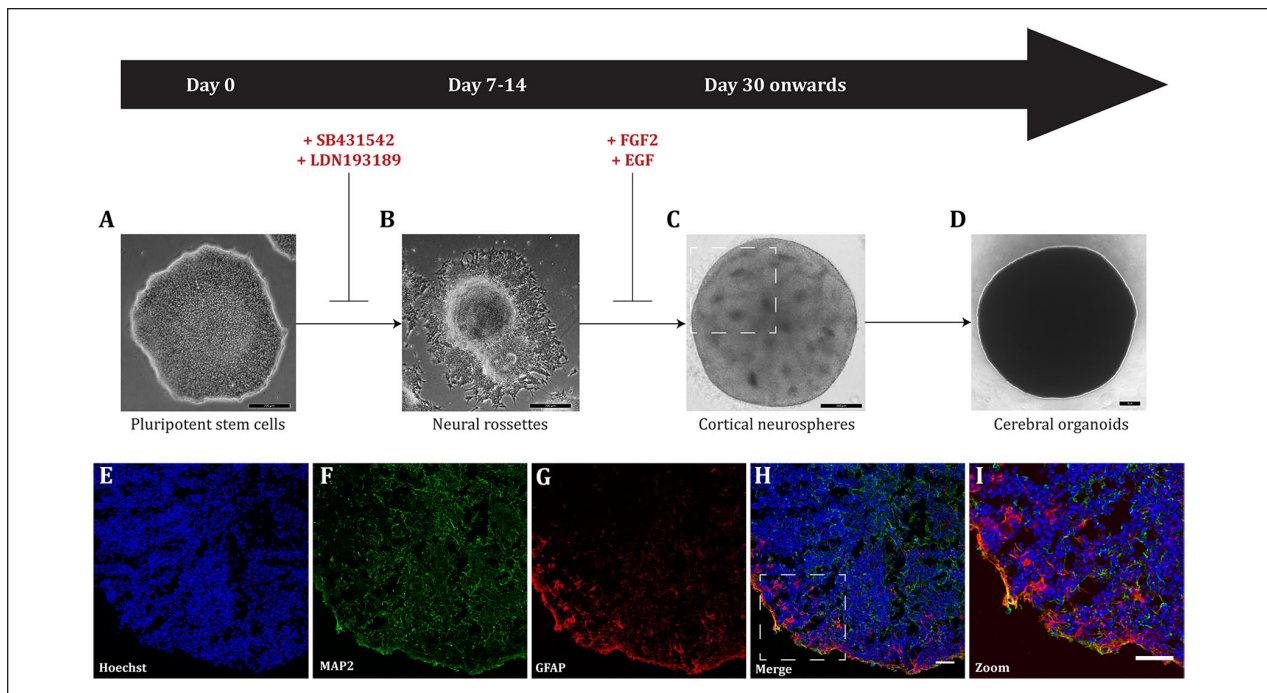 Day 0
Day 7-14
Day 30 onwards
+ SB431542
+ LDN193189
+ FGF2
+ EGF
A
B
C
D
Pluripotent stem cells
Neural rossettes
Cortical neurospheres
Cerebral organoids
E
F
G
H
I
Hoechst
MAP2
GFAP
Merge
Zoom